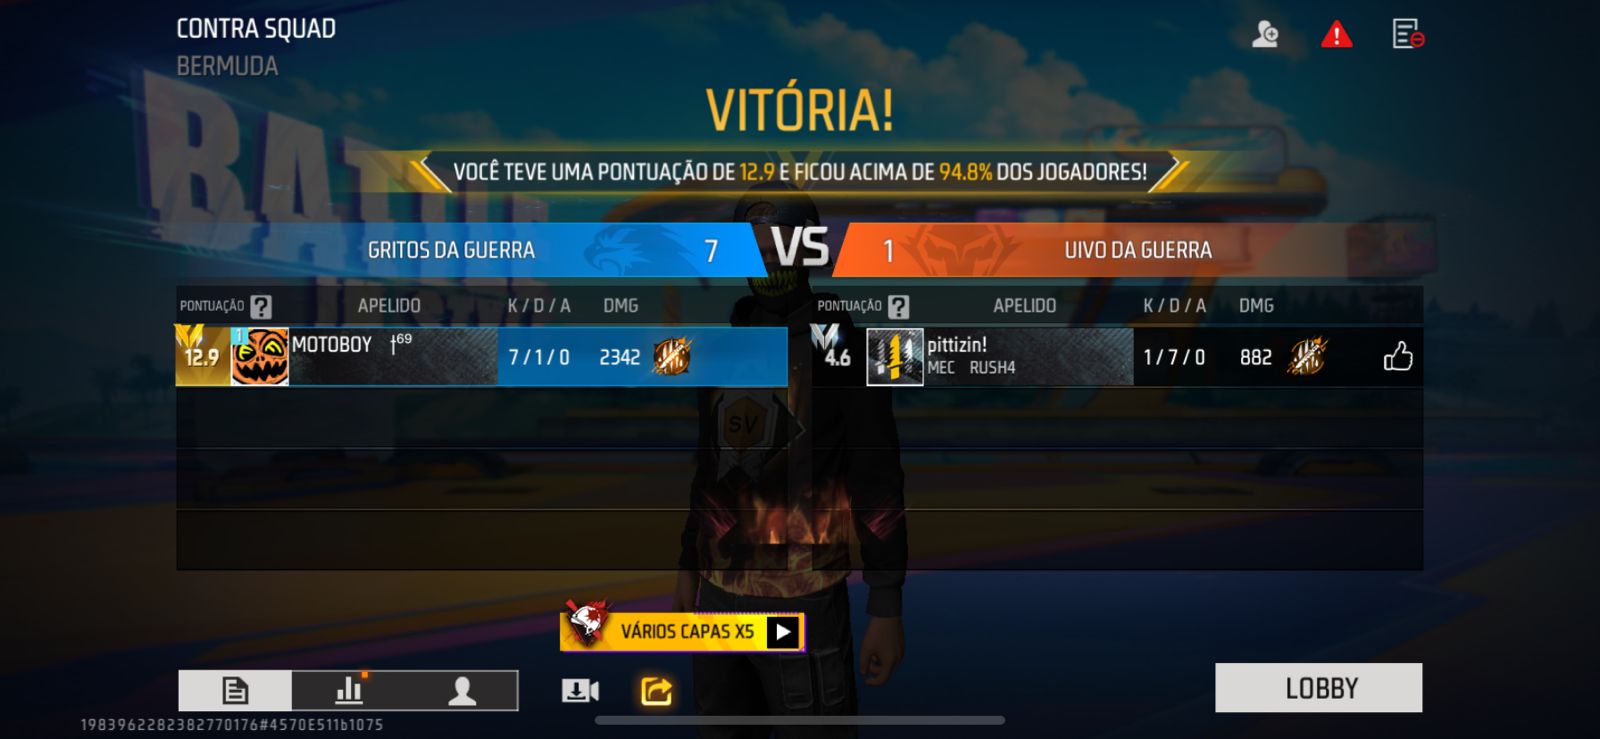 CONTRA SQUAD
BERMUDA
VITÓRIA!
VOCÊ TEVE UMA PONTUAÇÃO DE 12.9 E FICOU ACIMA DE 94.8% DOS JOGADORES!
GRITOS DA GUERRA 7 VS 1 UIVO DA GUERRA
PONTUAÇÃO ? APELIDO K / D / A DMG PONTUAÇÃO ? APELIDO K / D / A DMG
12.9 1 MOTOBOY †⁶⁹ 7 / 1 / 0 2342 4.6 pittizin! 1 / 7 / 0 882
MEC RUSH4
SV
VÁRIOS CAPAS X5
LOBBY
1983962282382770176#4570E511b1075